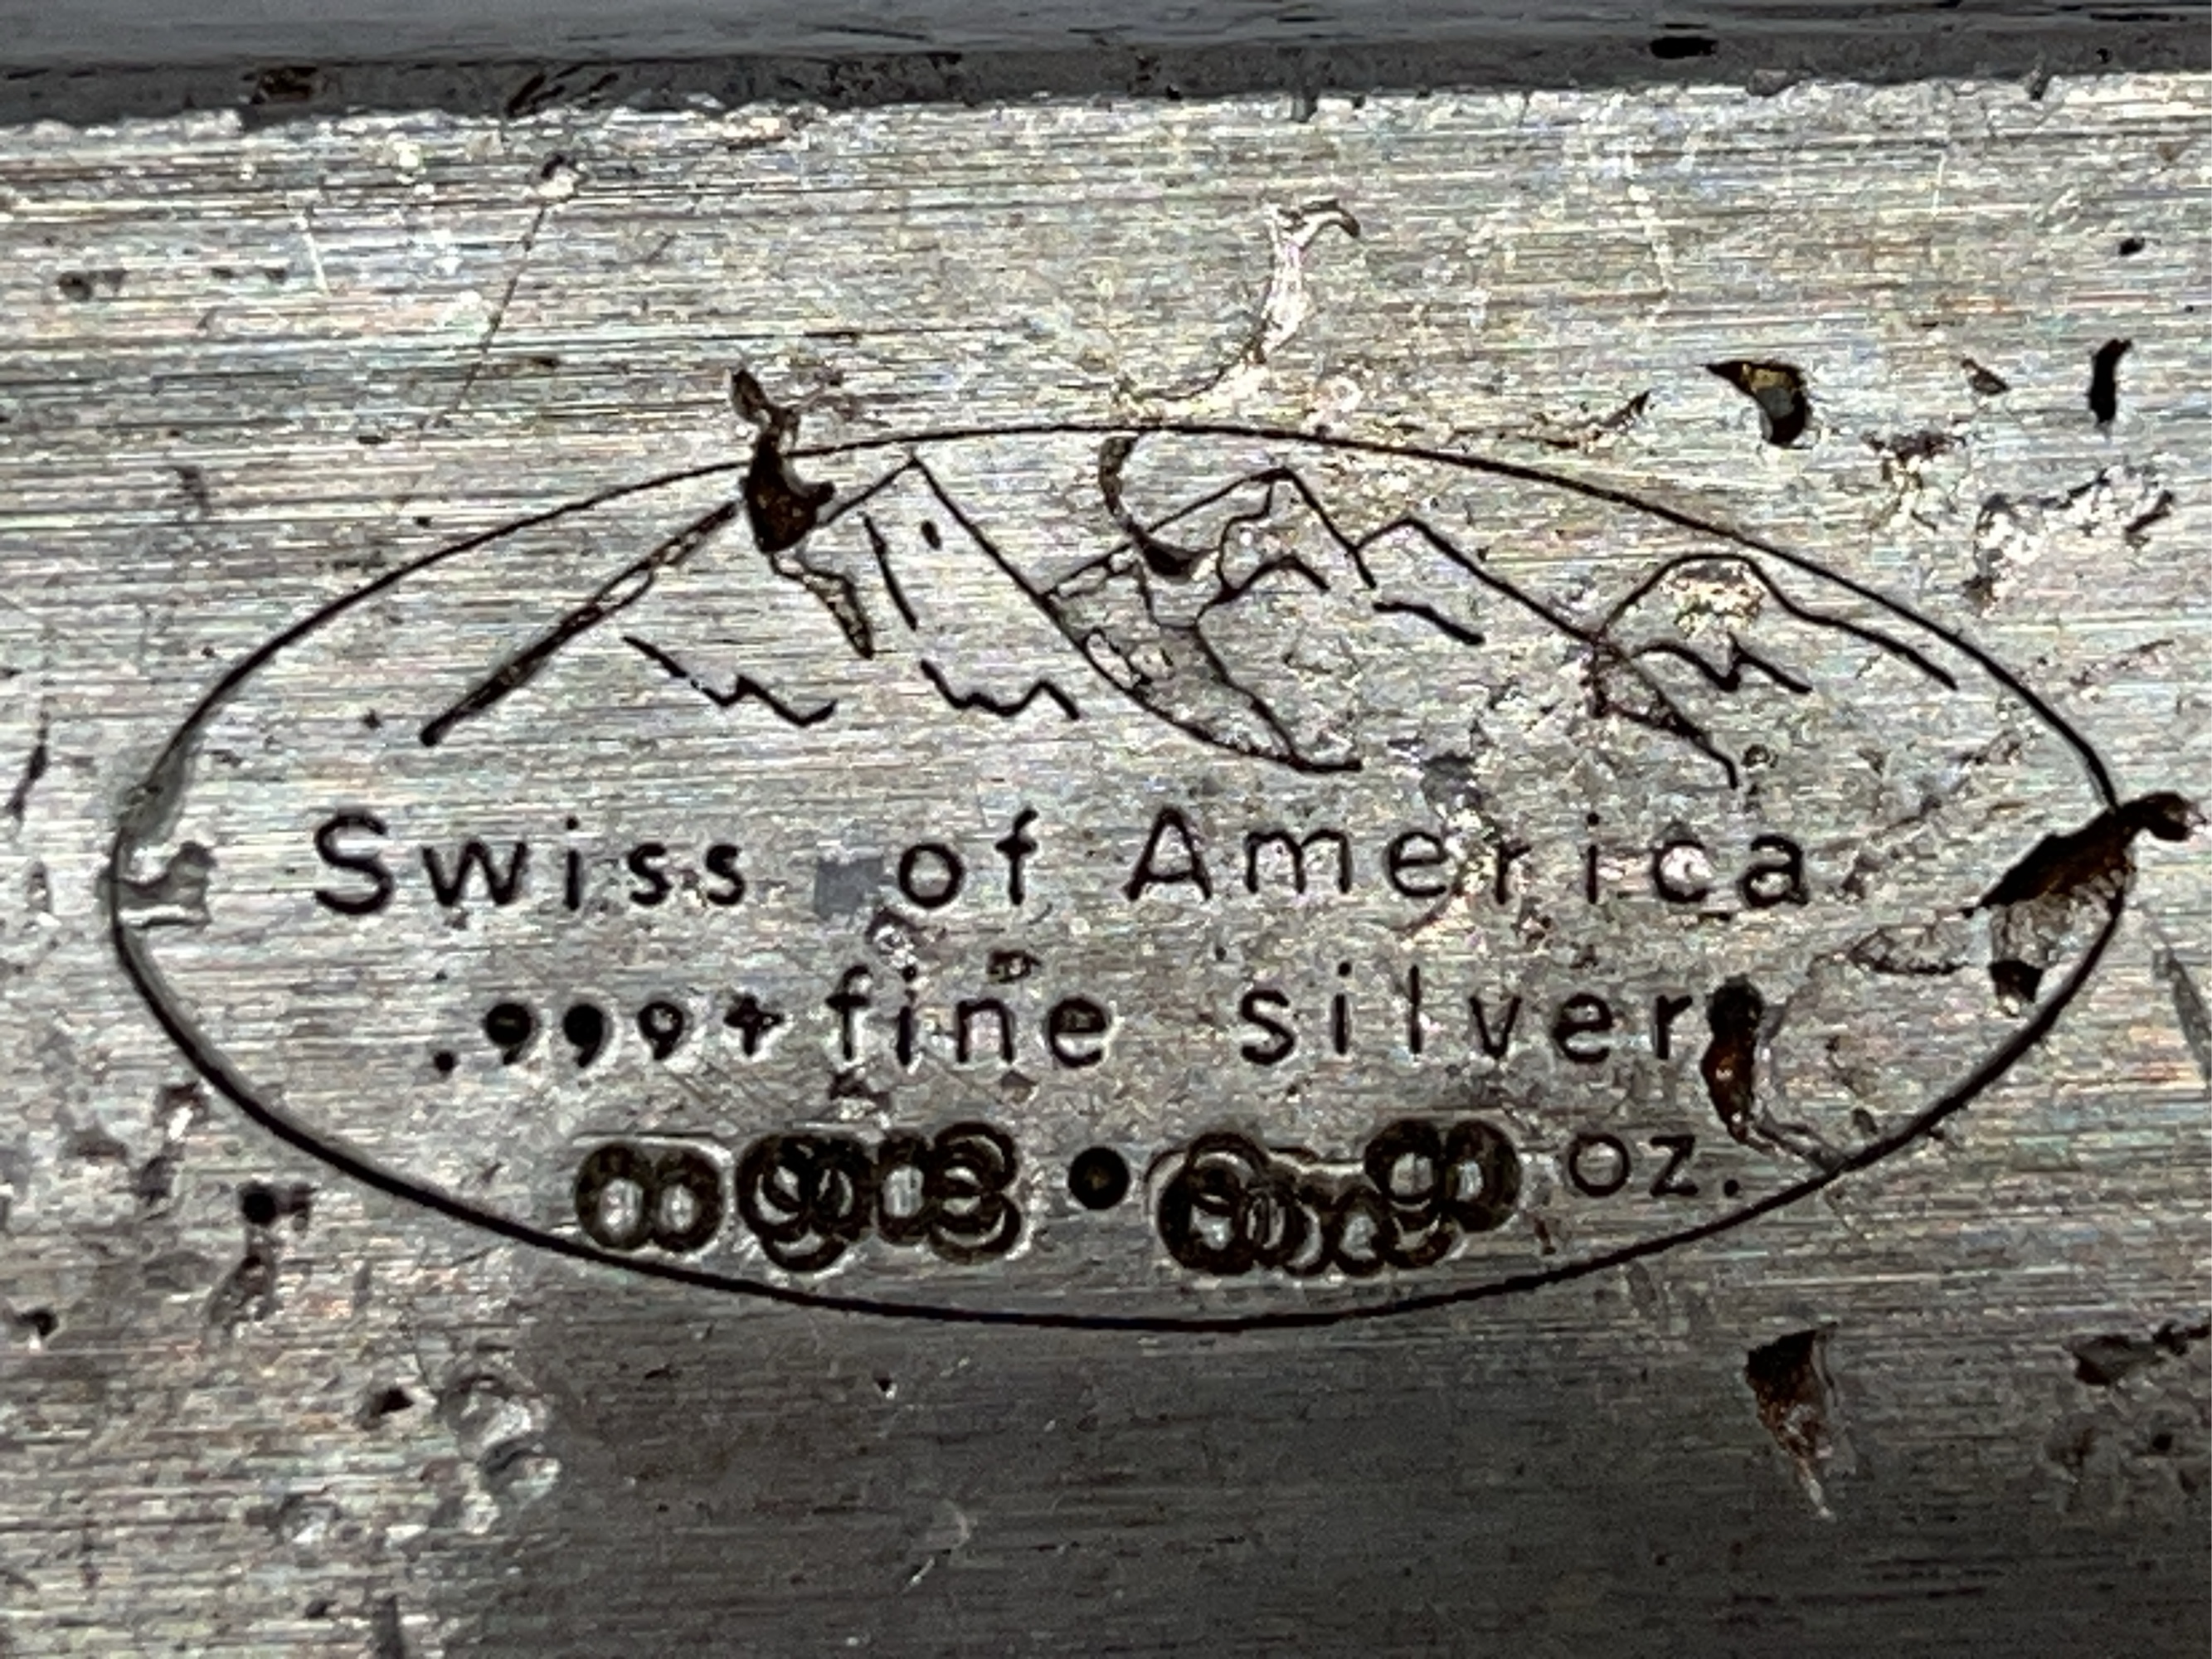 Swiss of America
.999+ fine silver
oz.